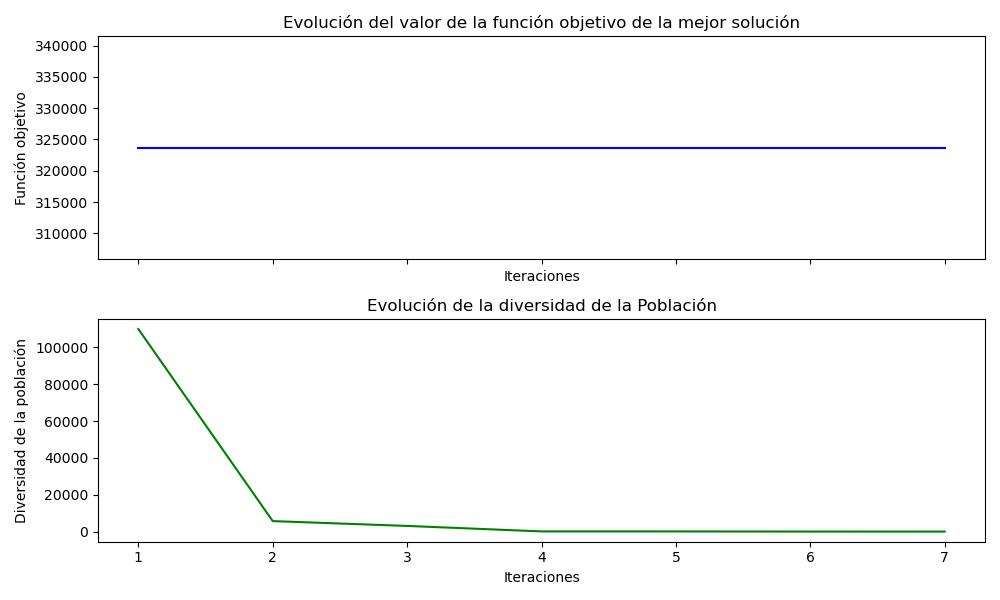 Evolución del valor de la función objetivo de la mejor solución
340000
335000
330000
325000
320000
315000
310000
Función objetivo
Iteraciones
Evolución de la diversidad de la Población
100000
80000
60000
40000
20000
0
Diversidad de la población
1 2 3 4 5 6 7
Iteraciones